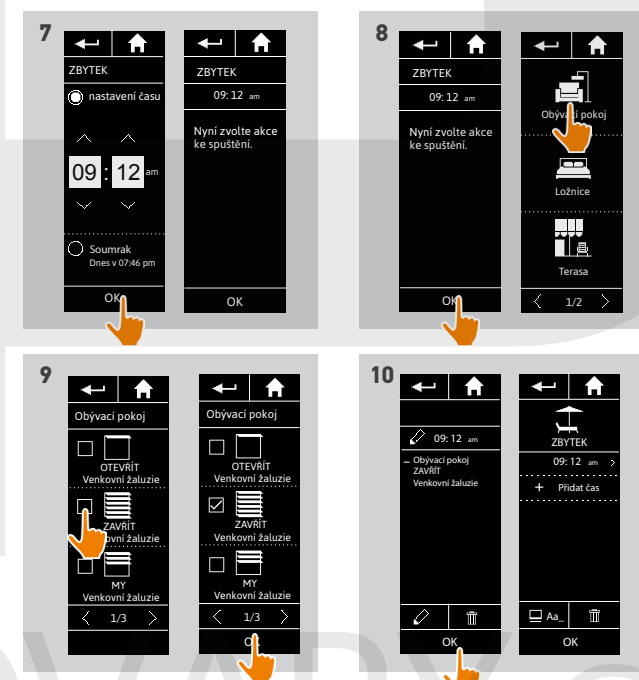 7
ZBYTEK
nastavení času
09 : 12 am
Soumrak
Dnes v 07:46 pm
OK
ZBYTEK
09:12 am
Nyní zvolte akce
ke spuštění.
OK
8
ZBYTEK
09:12 am
Nyní zvolte akce
ke spuštění.
OK
Obývací pokoj
Ložnice
Terasa
1/2
9
Obývací pokoj
OTEVŘÍT
Venkovní žaluzie
ZAVŘÍT
Venkovní žaluzie
MY
Venkovní žaluzie
1/3
Obývací pokoj
OTEVŘÍT
Venkovní žaluzie
ZAVŘÍT
Venkovní žaluzie
MY
Venkovní žaluzie
1/3
OK
10
09:12 am
Obývací pokoj
ZAVŘÍT
Venkovní žaluzie
OK
ZBYTEK
09:12 am >
+ Přidat čas
Aa_
OK